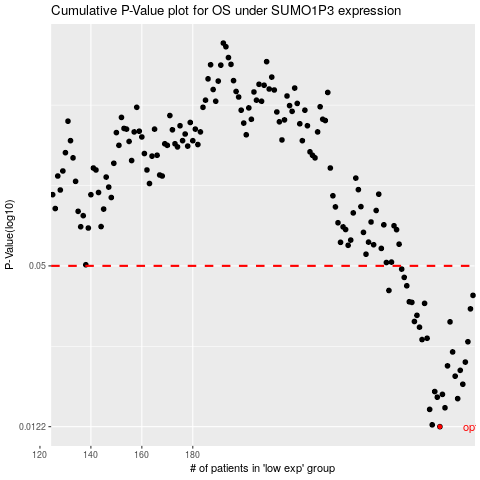 Cumulative P-Value plot for OS under SUMO1P3 expression
P-Value(log10)
0.05
0.0122
op
120 140 160 180
# of patients in 'low exp' group